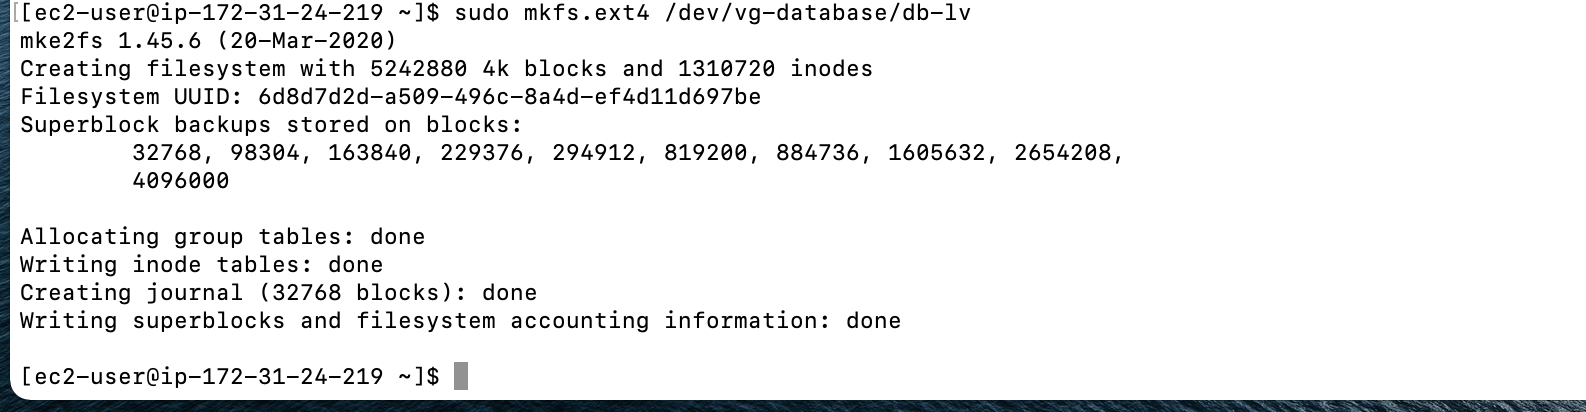 [[ec2-user@ip-172-31-24-219 ~]$ sudo mkfs.ext4 /dev/vg-database/db-lv
mke2fs 1.45.6 (20-Mar-2020)
Creating filesystem with 5242880 4k blocks and 1310720 inodes
Filesystem UUID: 6d8d7d2d-a509-496c-8a4d-ef4d11d697be
Superblock backups stored on blocks:
32768, 98304, 163840, 229376, 294912, 819200, 884736, 1605632, 2654208,
4096000
Allocating group tables: done
Writing inode tables: done
Creating journal (32768 blocks): done
Writing superblocks and filesystem accounting information: done
[ec2-user@ip-172-31-24-219 ~]$